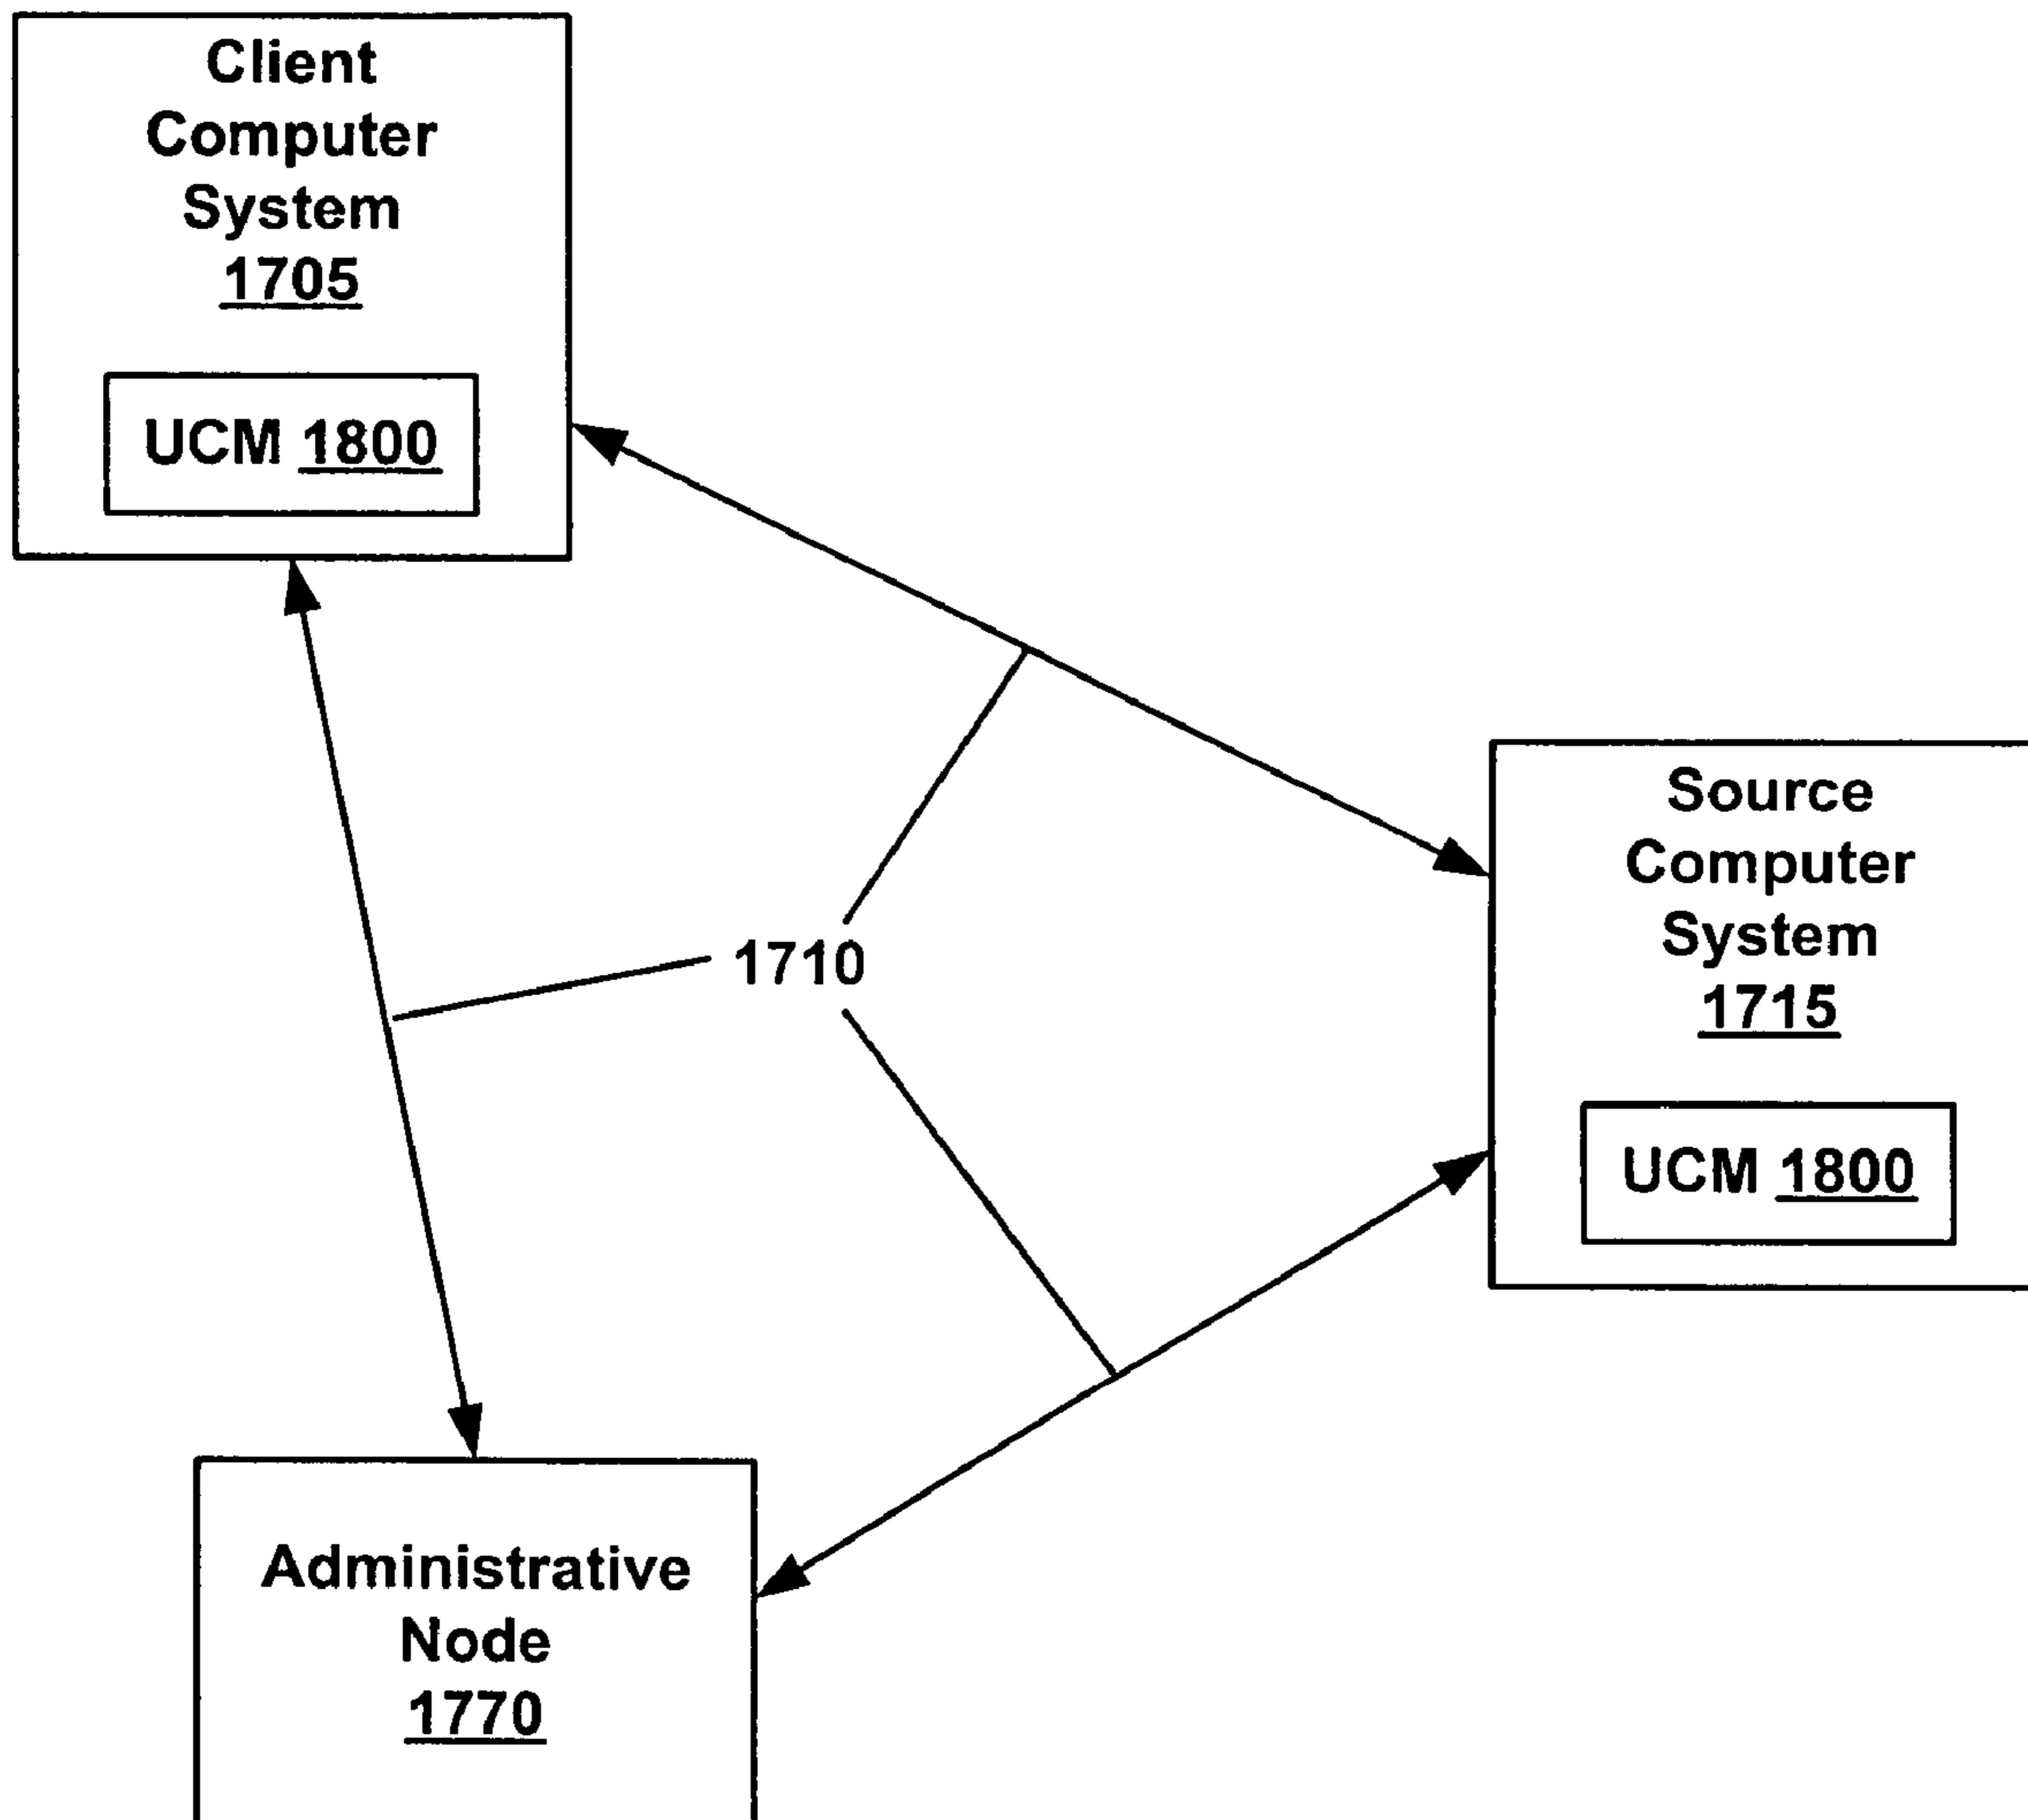 Client
Computer
System
1705
UCM 1800
1710
Source
Computer
System
1715
UCM 1800
Administrative
Node
1770